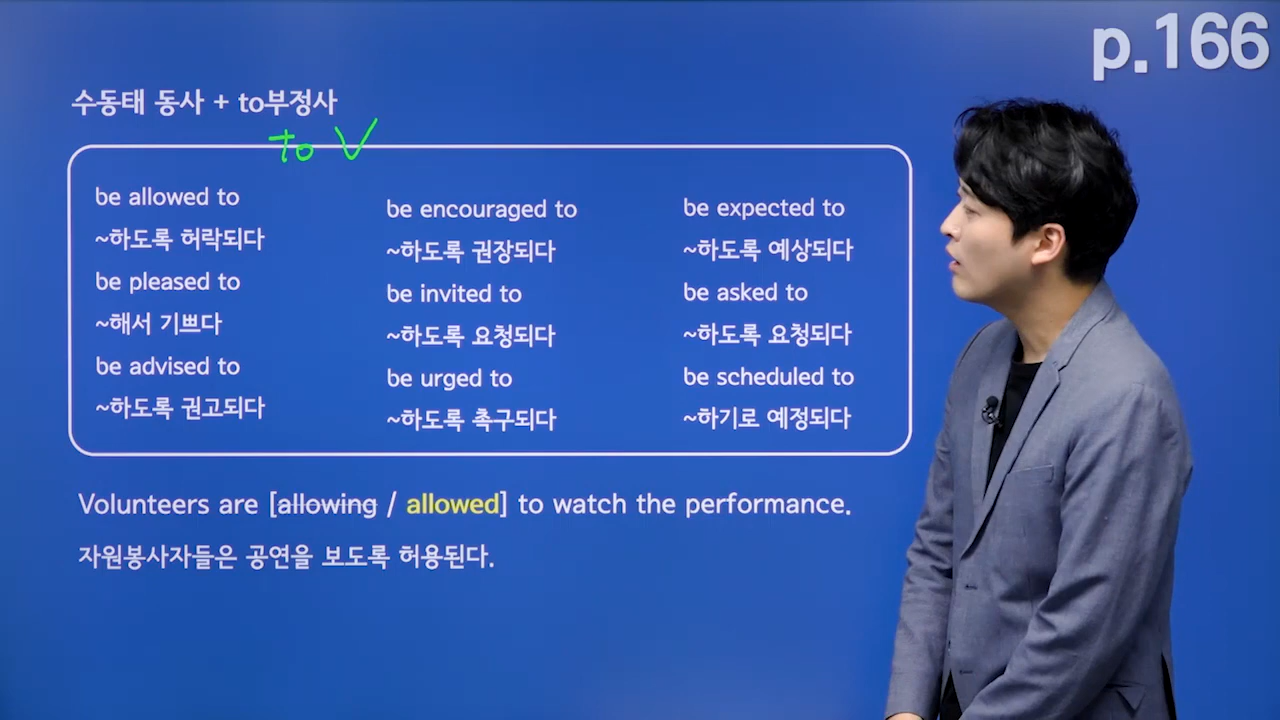 p.166
수동태 동사 + to부정사
to V
be allowed to
~하도록 허락되다
be pleased to
~해서 기쁘다
be advised to
~하도록 권고되다
be encouraged to
~하도록 권장되다
be invited to
~하도록 요청되다
be urged to
~하도록 촉구되다
be expected to
~하도록 예상되다
be asked to
~하도록 요청되다
be scheduled to
~하기로 예정되다
Volunteers are [allowing / allowed] to watch the performance.
자원봉사자들은 공연을 보도록 허용된다.